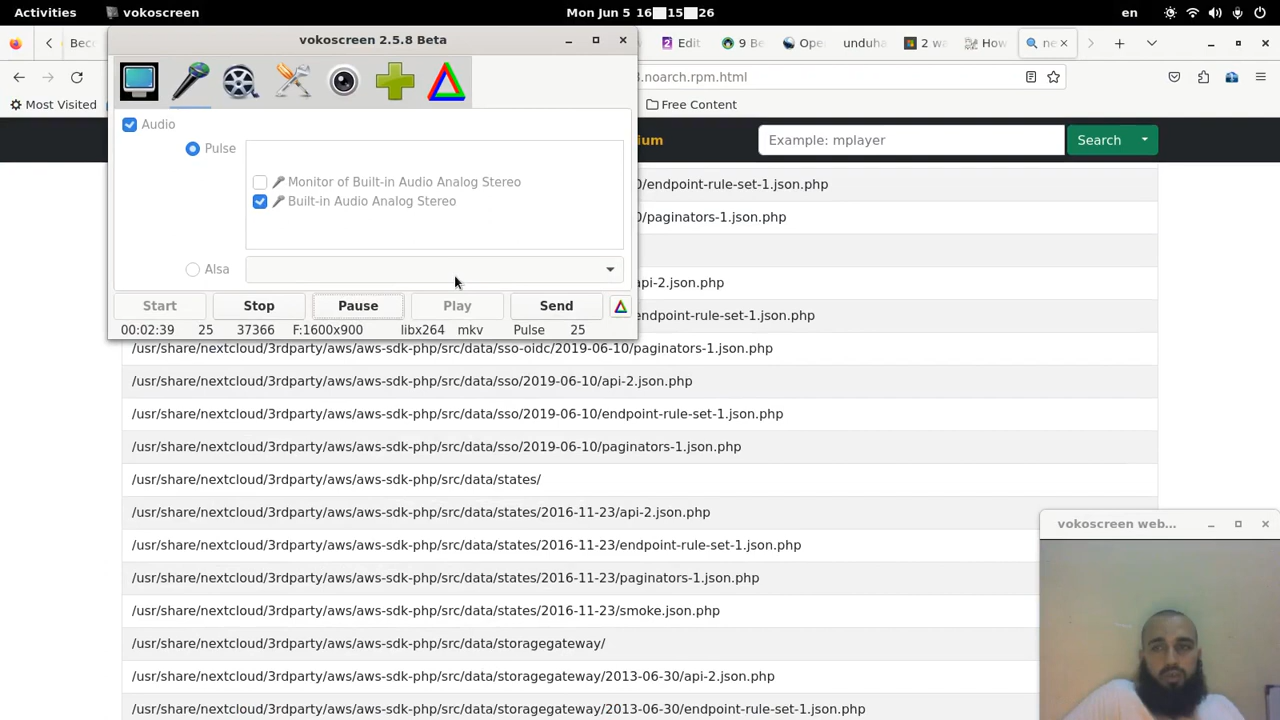 Activities
vokoscreen
Mon Jun 5 16 15 26
en
vokoscreen 2.5.8 Beta
Bec
Edit
9 Be
Ope
unduha
2 wa
How
ne
.noarch.rpm.html
Most Visited
Free Content
Audio
Pulse
Monitor of Built-in Audio Analog Stereo
Built-in Audio Analog Stereo
Alsa
Start
Stop
Pause
Play
Send
00:02:39 25 37366 F:1600x900 libx264 mkv Pulse 25
ium
Example: mplayer
Search
0/endpoint-rule-set-1.json.php
0/paginators-1.json.php
api-2.json.php
endpoint-rule-set-1.json.php
/usr/share/nextcloud/3rdparty/aws/aws-sdk-php/src/data/sso-oidc/2019-06-10/paginators-1.json.php
/usr/share/nextcloud/3rdparty/aws/aws-sdk-php/src/data/sso/2019-06-10/api-2.json.php
/usr/share/nextcloud/3rdparty/aws/aws-sdk-php/src/data/sso/2019-06-10/endpoint-rule-set-1.json.php
/usr/share/nextcloud/3rdparty/aws/aws-sdk-php/src/data/sso/2019-06-10/paginators-1.json.php
/usr/share/nextcloud/3rdparty/aws/aws-sdk-php/src/data/states/
/usr/share/nextcloud/3rdparty/aws/aws-sdk-php/src/data/states/2016-11-23/api-2.json.php
/usr/share/nextcloud/3rdparty/aws/aws-sdk-php/src/data/states/2016-11-23/endpoint-rule-set-1.json.php
/usr/share/nextcloud/3rdparty/aws/aws-sdk-php/src/data/states/2016-11-23/paginators-1.json.php
/usr/share/nextcloud/3rdparty/aws/aws-sdk-php/src/data/states/2016-11-23/smoke.json.php
/usr/share/nextcloud/3rdparty/aws/aws-sdk-php/src/data/storagegateway/
/usr/share/nextcloud/3rdparty/aws/aws-sdk-php/src/data/storagegateway/2013-06-30/api-2.json.php
/usr/share/nextcloud/3rdparty/aws/aws-sdk-php/src/data/storagegateway/2013-06-30/endpoint-rule-set-1.json.php
vokoscreen web...